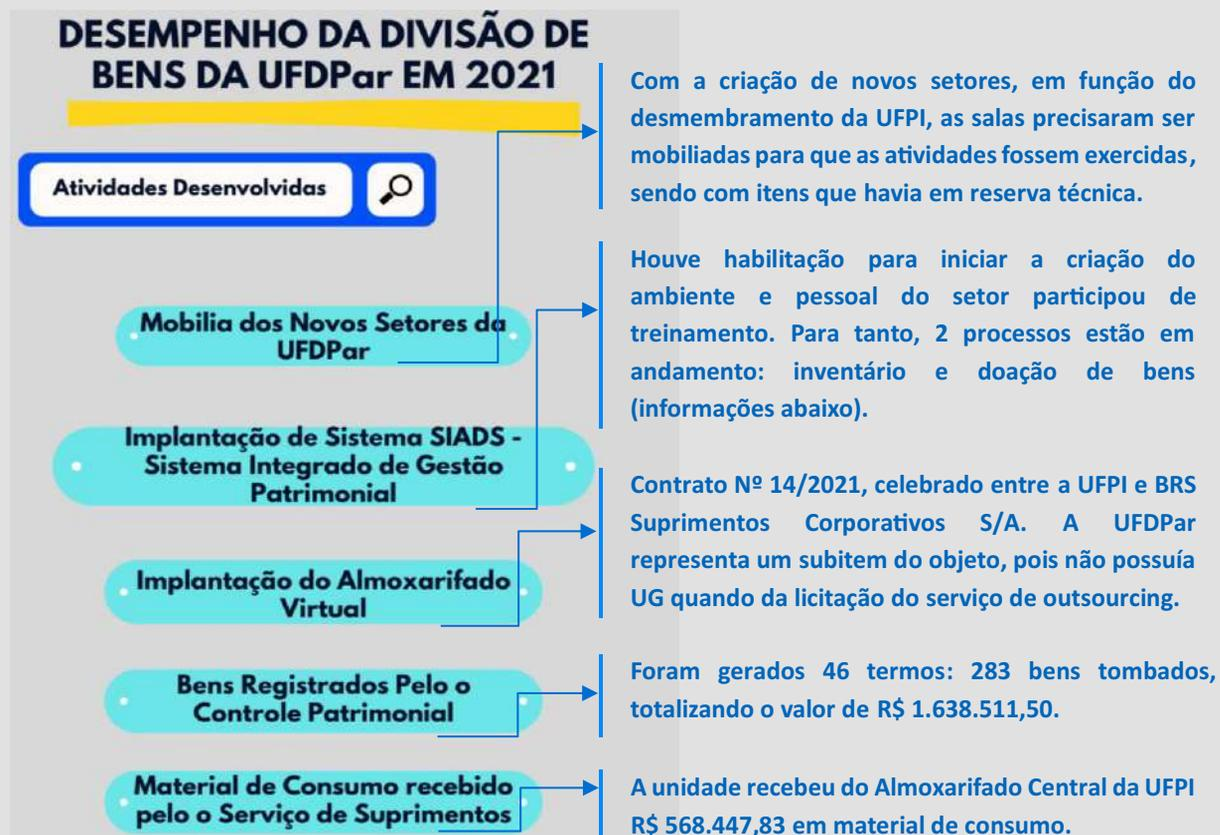 DESEMPENHO DA DIVISÃO DE
BENS DA UFDPar EM 2021
Atividades Desenvolvidas
Mobilia dos Novos Setores da
UFDPar
Com a criação de novos setores, em função do
desmembramento da UFPI, as salas precisaram ser
mobiliadas para que as atividades fossem exercidas,
sendo com itens que havia em reserva técnica.
Implantação de Sistema SIADS -
Sistema Integrado de Gestão
Patrimonial
Houve habilitação para iniciar a criação do
ambiente e pessoal do setor participou de
treinamento. Para tanto, 2 processos estão em
andamento: inventário e doação de bens
(informações abaixo).
Implantação do Almoxarifado
Virtual
Contrato Nº 14/2021, celebrado entre a UFPI e BRS
Suprimentos Corporativos S/A. A UFDPar
representa um subitem do objeto, pois não possuía
UG quando da licitação do serviço de outsourcing.
Bens Registrados Pelo o
Controle Patrimonial
Foram gerados 46 termos: 283 bens tombados,
totalizando o valor de R$ 1.638.511,50.
Material de Consumo recebido
pelo o Serviço de Suprimentos
A unidade recebeu do Almoxarifado Central da UFPI
R$ 568.447,83 em material de consumo.